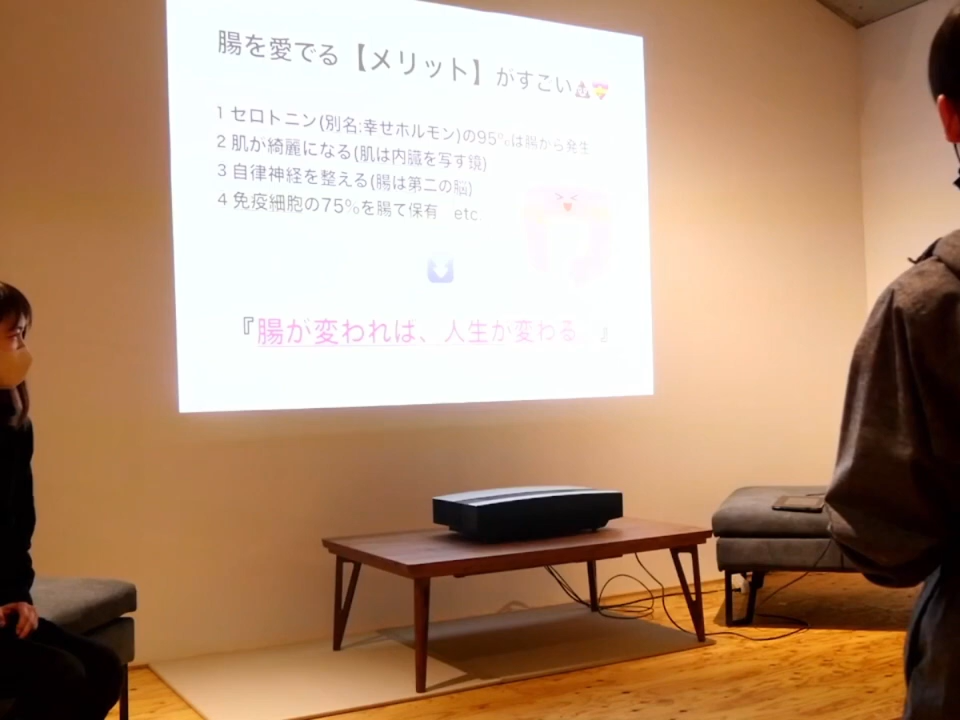 腸を愛でる【メリット】がすごい
1 セロトニン(別名:幸せホルモン)の95%は腸から発生
2 肌が綺麗になる(肌は内臓を写す鏡)
3 自律神経を整える(腸は第二の脳)
4 免疫細胞の75%を腸で保有 etc
『腸が変われば、人生が変わる。』